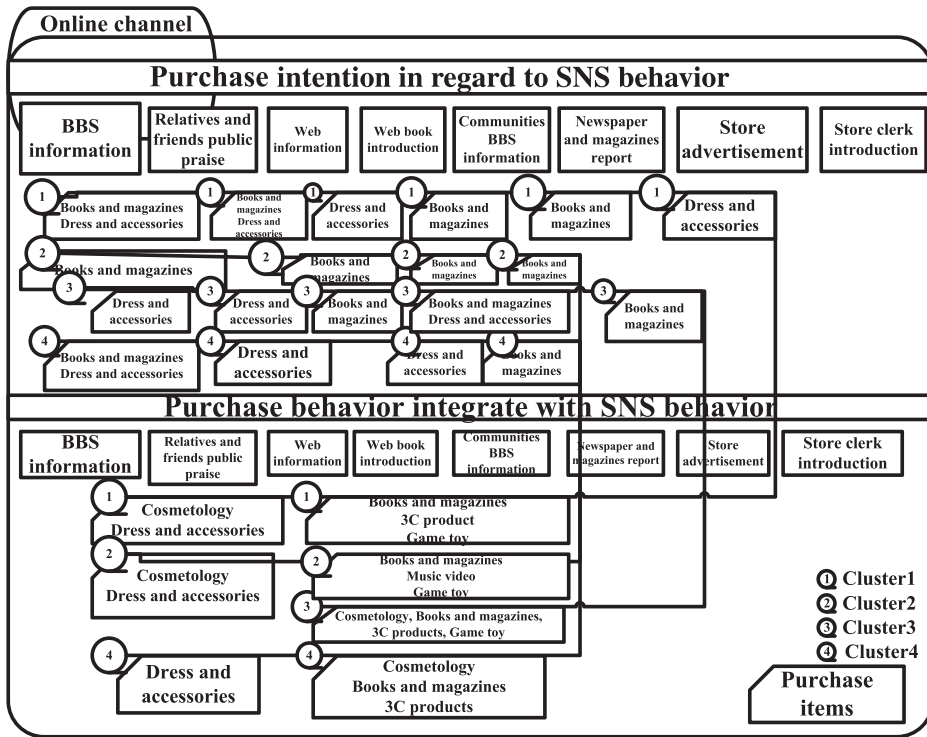 Online channel
Purchase intention in regard to SNS behavior
BBS
information
Relatives and
friends public
praise
Web
information
Web book
introduction
Communities
BBS
information
Newspaper
and magazines
report
Store
advertisement
Store clerk
introduction
1
Books and magazines
Dress and accessories
1
Books and
magazines
Dress and
accessories
1
Dress and
accessories
1
Books and
magazines
1
Books and
magazines
1
Dress and
accessories
2
Books and magazines
2
Books and
magazines
2
Books and
magazines
2
Books and
magazines
3
Dress and
accessories
3
Dress and
accessories
3
Books and
magazines
3
Books and magazines
Dress and accessories
3
Books and
magazines
4
Books and magazines
Dress and accessories
4
Dress and
accessories
4
Dress and
accessories
4
Books and
magazines
Purchase behavior integrate with SNS behavior
BBS
information
Relatives and
friends public
praise
Web
information
Web book
introduction
Communities
BBS
information
Newspaper and
magazines report
Store
advertisement
Store clerk
introduction
1
Cosmetology
Dress and accessories
1
Books and magazines
3C product
Game toy
2
Cosmetology
Dress and accessories
2
Books and magazines
Music video
Game toy
3
Cosmetology, Books and magazines,
3C products, Game toy
4
Dress and
accessories
4
Cosmetology
Books and magazines
3C products
1 Cluster1
2 Cluster2
3 Cluster3
4 Cluster4
Purchase
items